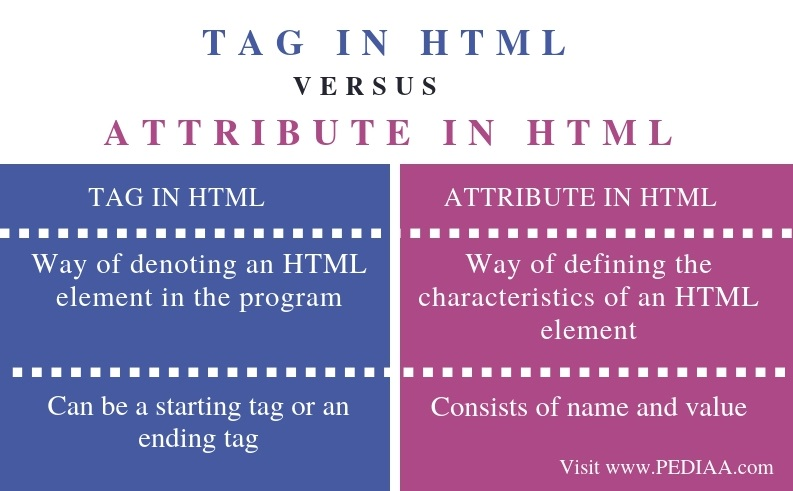 TAG IN HTML
VERSUS
ATTRIBUTE IN HTML
TAG IN HTML
Way of denoting an HTML
element in the program
Can be a starting tag or an
ending tag
ATTRIBUTE IN HTML
Way of defining the
characteristics of an HTML
element
Consists of name and value
Visit www.PEDIAA.com